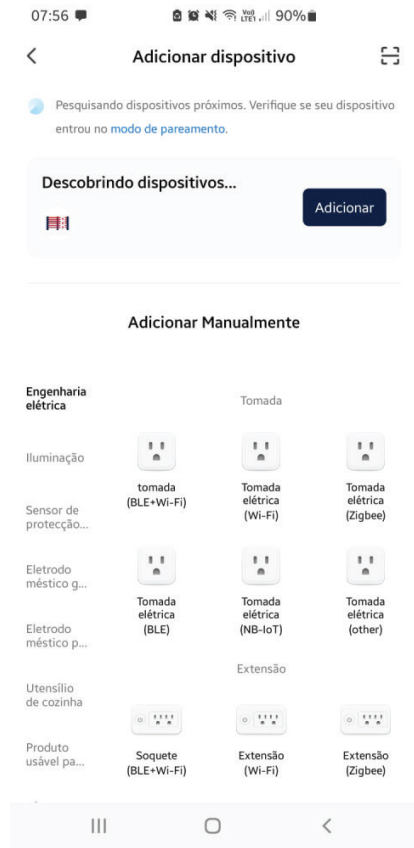 07:56
Vo))
LTE1
90%
Adicionar dispositivo
Pesquisando dispositivos próximos. Verifique se seu dispositivo
entrou no modo de pareamento.
Descobrindo dispositivos...
Adicionar
Adicionar Manualmente
Engenharia
elétrica
Tomada
Iluminação
tomada
(BLE+Wi-Fi)
Tomada
elétrica
(Wi-Fi)
Tomada
elétrica
(Zigbee)
Sensor de
protecção...
Eletrodo
méstico g...
Tomada
elétrica
(BLE)
Tomada
elétrica
(NB-IoT)
Tomada
elétrica
(other)
Eletrodo
méstico p...
Extensão
Utensílio
de cozinha
Soquete
(BLE+Wi-Fi)
Extensão
(Wi-Fi)
Extensão
(Zigbee)
Produto
usável pa...